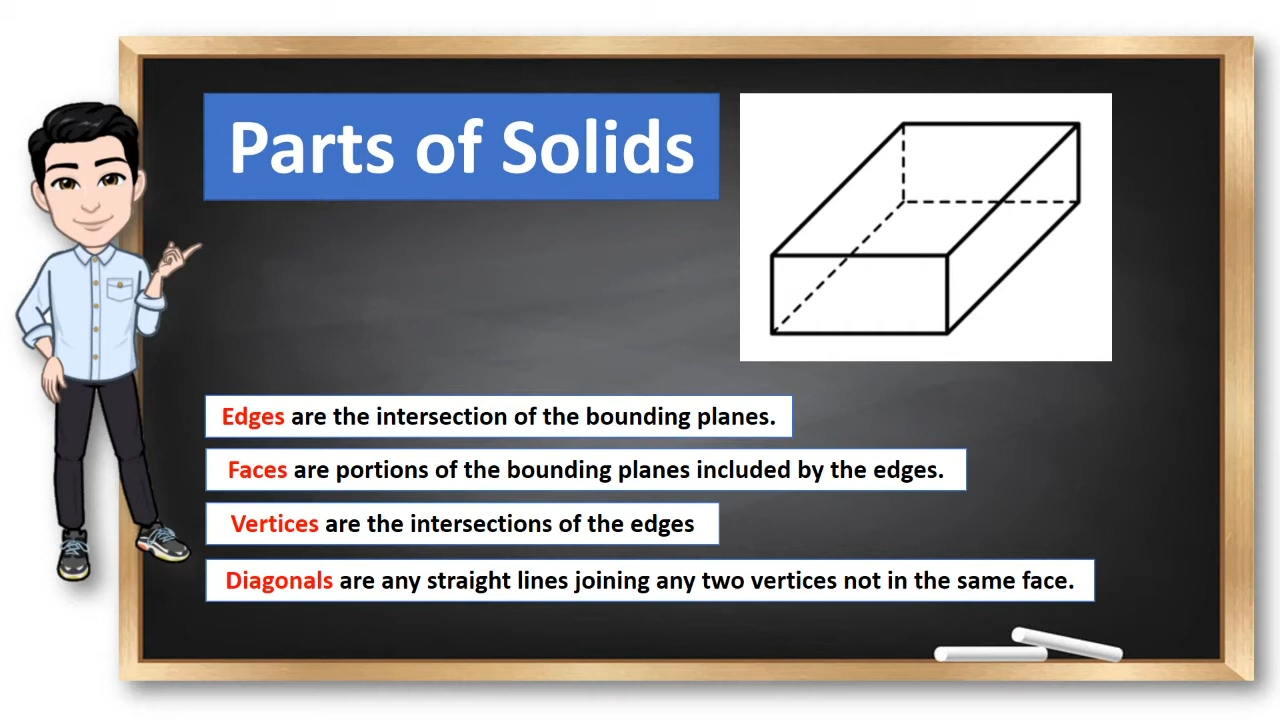 Parts of Solids
Edges are the intersection of the bounding planes.
Faces are portions of the bounding planes included by the edges.
Vertices are the intersections of the edges
Diagonals are any straight lines joining any two vertices not in the same face.